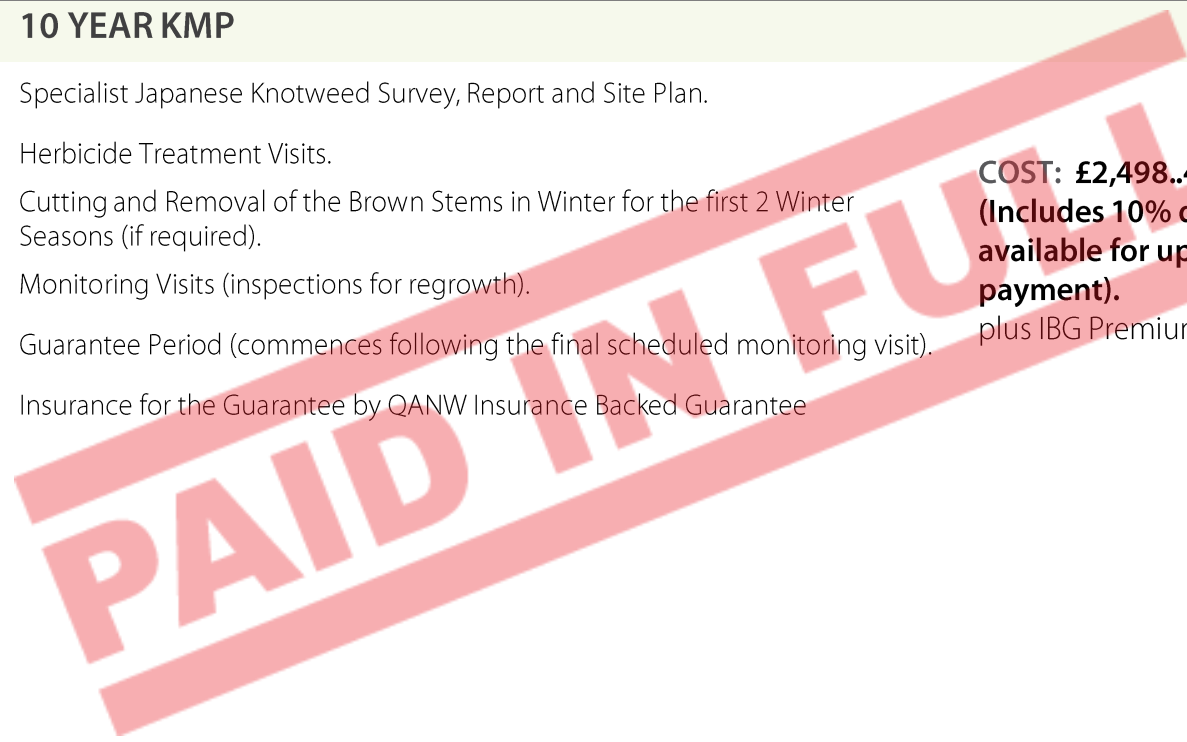 10 YEAR KMP
Specialist Japanese Knotweed Survey, Report and Site Plan.
Herbicide Treatment Visits.
Cutting and Removal of the Brown Stems in Winter for the first 2 Winter
Seasons (if required).
Monitoring Visits (inspections for regrowth).
Guarantee Period (commences following the final scheduled monitoring visit).
Insurance for the Guarantee by QANW Insurance Backed Guarantee
COST: £2,498..
(Includes 10%
available for
payment).
plus IBG
PAID IN FULL